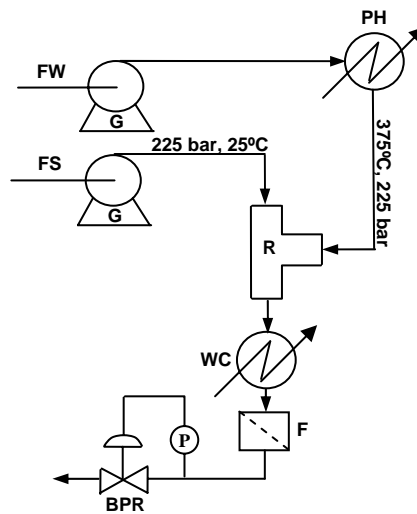 PH
FW
G
FS
225 bar, 25ºC
G
375ºC, 225 bar
R
WC
F
P
BPR